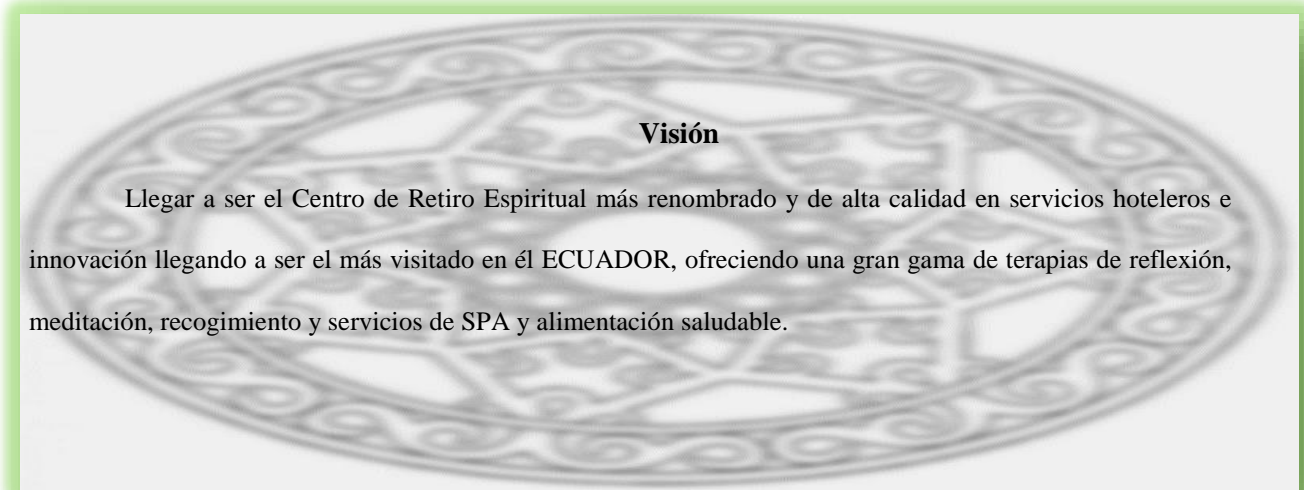 Visión
Llegar a ser el Centro de Retiro Espiritual más renombrado y de alta calidad en servicios hoteleros e
innovación llegando a ser el más visitado en él ECUADOR, ofreciendo una gran gama de terapias de reflexión,
meditación, recogimiento y servicios de SPA y alimentación saludable.